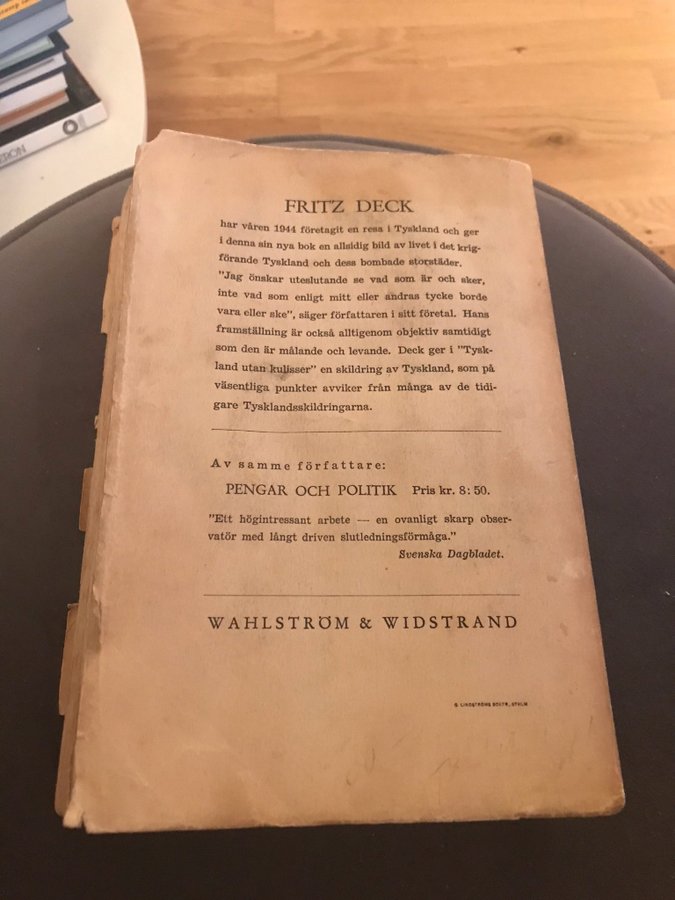 FRITZ DECK
har våren 1944 företagit en resa i Tyskland och ger
i denna sin nya bok en allsidig bild av livet i det krig-
förande Tyskland och dess bombade storstäder.
"Jag önskar uteslutande se vad som är och sker,
inte vad som enligt mitt eller andras tycke borde
vara eller ske", säger författaren i sitt företal. Hans
framställning är också alltigenom objektiv samtidigt
som den är målande och levande. Deck ger i "Tysk-
land utan kulisser" en skildring av Tyskland, som på
väsentliga punkter avviker från många av de tidi-
gare Tysklandsskildringarna.
Av samme författare:
PENGAR OCH POLITIK Pris kr. 8: 50.
"Ett högintressant arbete — en ovanligt skarp obser-
vatör med långt driven slutledningsförmåga."
Svenska Dagbladet.
WAHLSTRÖM & WIDSTRAND
LINDSTRÖMS BOKTR., STHLM